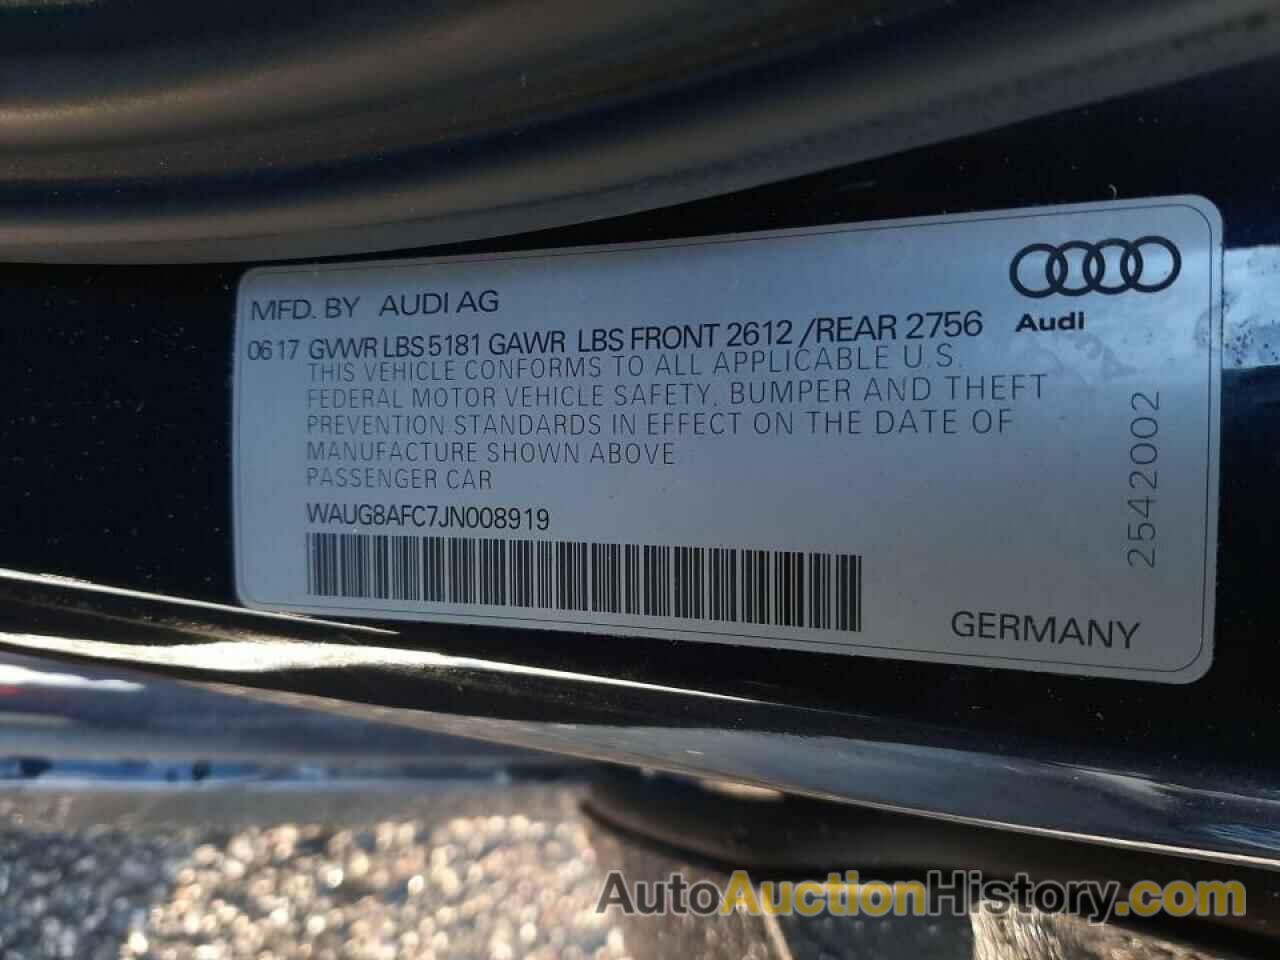 MFD. BY AUDI AG
Audi
06 17 GVWR LBS 5181 GAWR LBS FRONT 2612 /REAR 2756
THIS VEHICLE CONFORMS TO ALL APPLICABLE U.S.
FEDERAL MOTOR VEHICLE SAFETY, BUMPER AND THEFT
PREVENTION STANDARDS IN EFFECT ON THE DATE OF
MANUFACTURE SHOWN ABOVE
PASSENGER CAR
WAUG8AFC7JN008919
2542002
GERMANY
AutoAuctionHistory.com